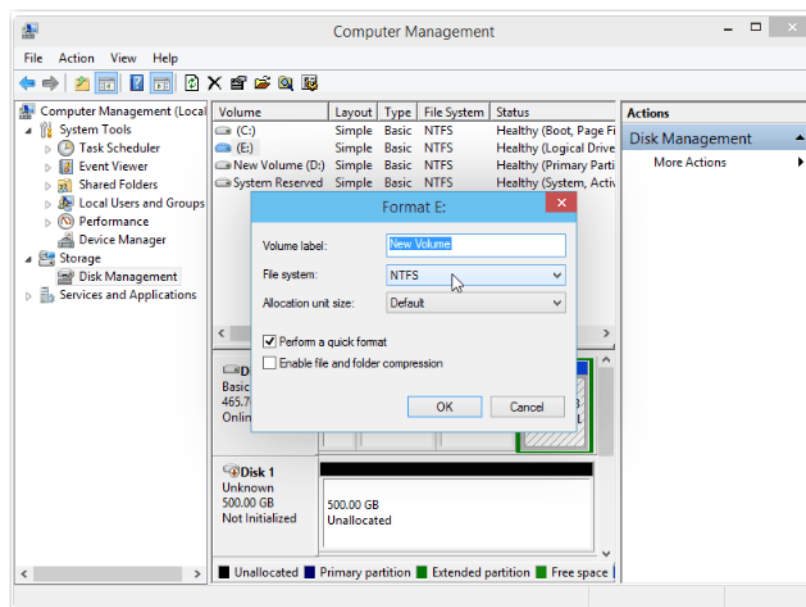 Computer Management
File Action View Help
Computer Management (Local
System Tools
Task Scheduler
Event Viewer
Shared Folders
Local Users and Groups
Performance
Device Manager
Storage
Disk Management
Services and Applications
Volume Layout Type File System Status
(C:) Simple Basic NTFS Healthy (Boot, Page Fi
(E:) Simple Basic NTFS Healthy (Logical Drive
New Volume (D:) Simple Basic NTFS Healthy (Primary Parti
System Reserved Simple Basic NTFS Healthy (System, Activ
Actions
Disk Management
More Actions
Format E:
Volume label: New Volume
File system: NTFS
Allocation unit size: Default
Perform a quick format
Enable file and folder compression
OK Cancel
D
Basic
465.7
Onlin
Disk 1
Unknown
500.00 GB
Not Initialized
500.00 GB
Unallocated
Unallocated Primary partition Extended partition Free space